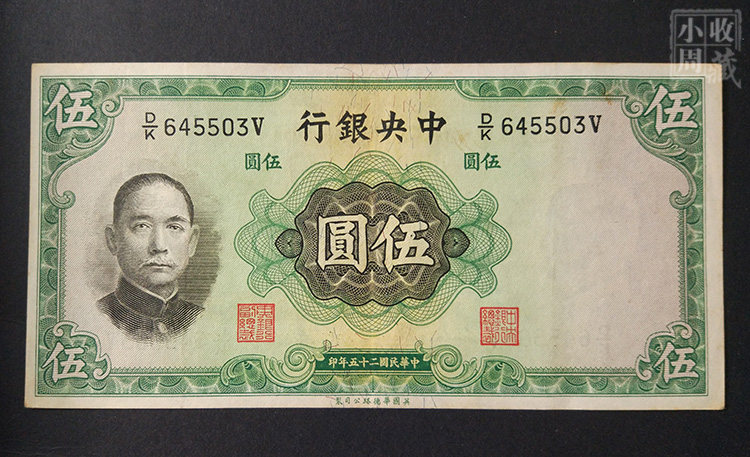 小收
周藏
中央銀行
D/K 645503V
D/K 645503V
伍
伍
伍圓
伍圓
伍圓
伍
伍
中華民國二十五年印
英國華德路公司製